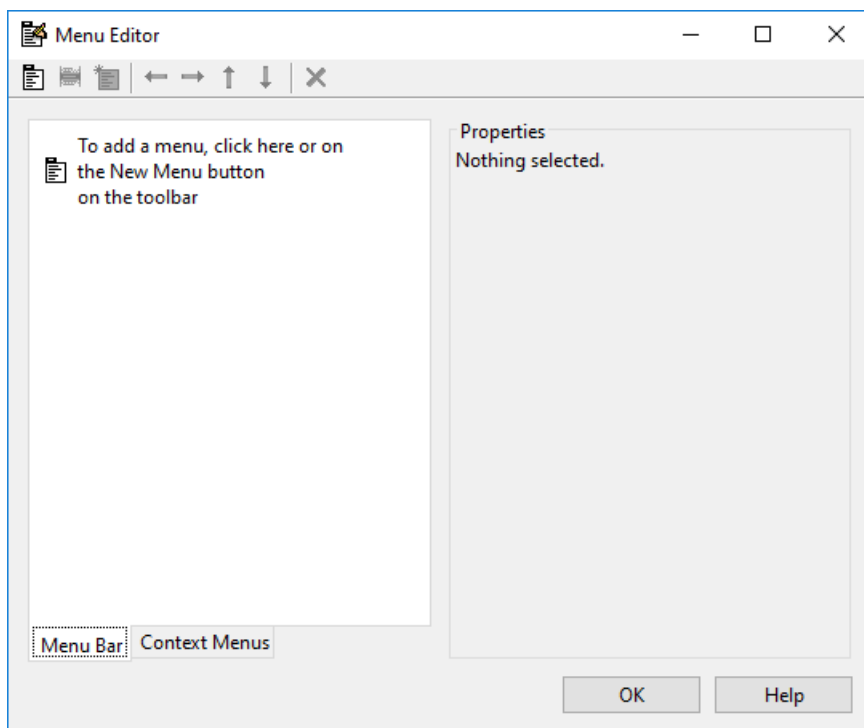 Menu Editor
To add a menu, click here or on
the New Menu button
on the toolbar
Properties
Nothing selected.
Menu Bar
Context Menus
OK
Help